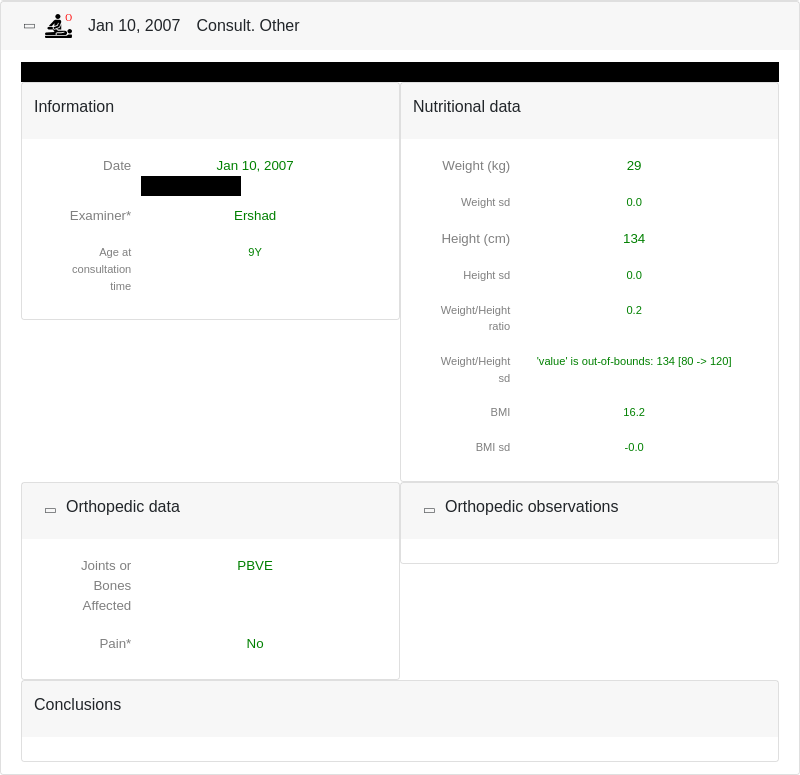 O
Jan 10, 2007 Consult. Other
Information
Date Jan 10, 2007
Examiner* Ershad
Age at 9Y
consultation
time
Nutritional data
Weight (kg) 29
Weight sd 0.0
Height (cm) 134
Height sd 0.0
Weight/Height 0.2
ratio
Weight/Height 'value' is out-of-bounds: 134 [80 -> 120]
sd
BMI 16.2
BMI sd -0.0
Orthopedic data
Joints or PBVE
Bones
Affected
Pain* No
Orthopedic observations
Conclusions